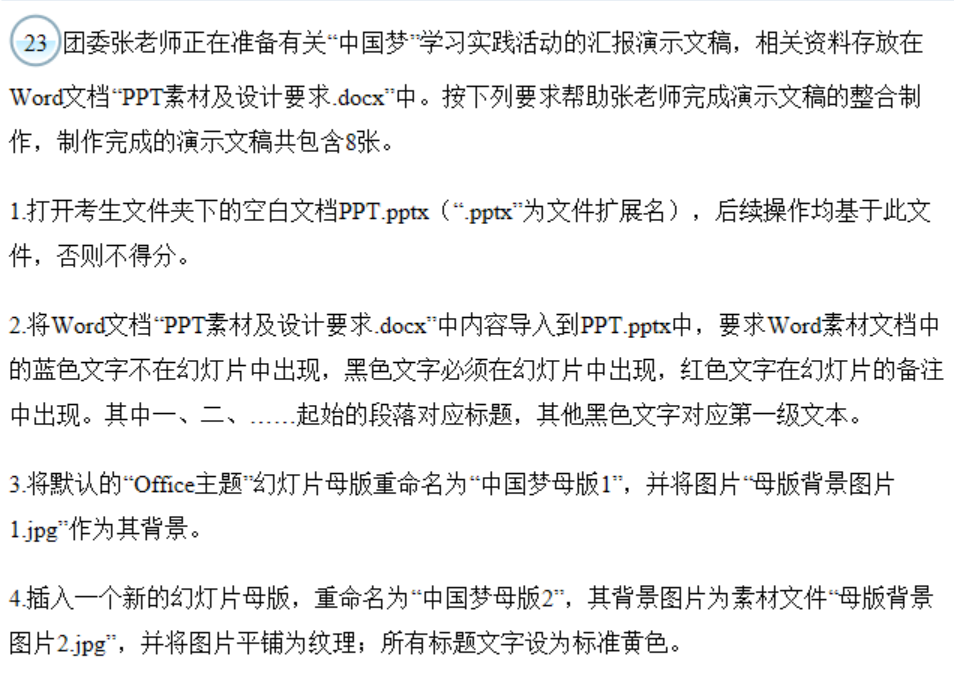 23 团委张老师正在准备有关“中国梦”学习实践活动的汇报演示文稿，相关资料存放在
Word文档“PPT素材及设计要求.docx”中。按下列要求帮助张老师完成演示文稿的整合制
作，制作完成的演示文稿共包含8张。
1.打开考生文件夹下的空白文档PPT.pptx（“.pptx”为文件扩展名），后续操作均基于此文
件，否则不得分。
2.将Word文档“PPT素材及设计要求.docx”中内容导入到PPT.pptx中，要求Word素材文档中
的蓝色文字不在幻灯片中出现，黑色文字必须在幻灯片中出现，红色文字在幻灯片的备注
中出现。其中一、二、……起始的段落对应标题，其他黑色文字对应第一级文本。
3.将默认的“Office主题”幻灯片母版重命名为“中国梦母版1”，并将图片“母版背景图片
1.jpg”作为其背景。
4.插入一个新的幻灯片母版，重命名为“中国梦母版2”，其背景图片为素材文件“母版背景
图片2.jpg”，并将图片平铺为纹理；所有标题文字设为标准黄色。